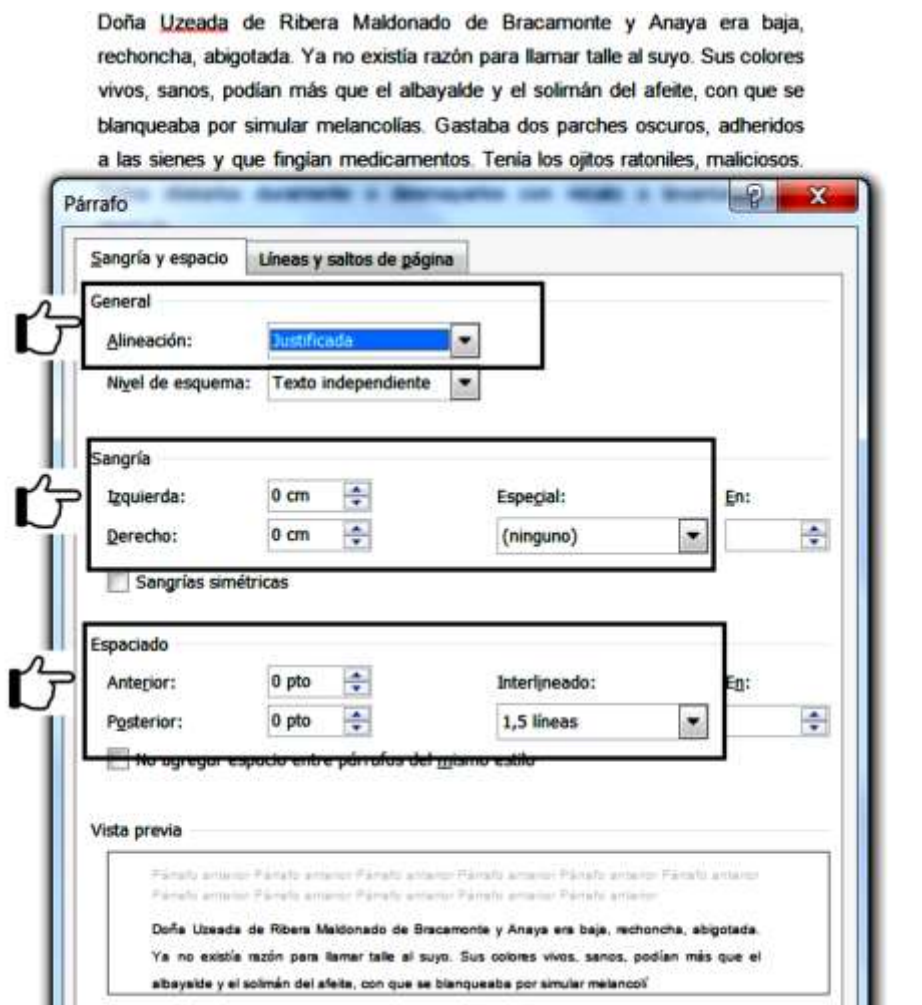 Doña Uzeada de Ribera Maldonado de Bracamonte y Anaya era baja,
rechoncha, abigotada. Ya no existía razón para llamar talle al suyo. Sus colores
vivos, sanos, podían más que el albayalde y el solimán del afeite, con que se
blanqueaba por simular melancolías. Gastaba dos parches oscuros, adheridos
a las sienes y que fingían medicamentos. Tenía los ojitos ratoniles, maliciosos.
Párrafo
Sangría y espacio Líneas y saltos de página
General
Alineación: Justificada
Nivel de esquema: Texto independiente
Sangría
Izquierda: 0 cm Especial: En:
Derecho: 0 cm (ninguno)
Sangrías simétricas
Espaciado
Anterior: 0 pto Interlineado: En:
Posterior: 0 pto 1,5 líneas
No agregar espacio entre párrafos del mismo estilo
Vista previa
Párrafo anterior Párrafo anterior Párrafo anterior Párrafo anterior Párrafo anterior Párrafo anterior
Párrafo anterior Párrafo anterior Párrafo anterior Párrafo anterior Párrafo anterior
Doña Uzeada de Ribera Maldonado de Bracamonte y Anaya era baja, rechoncha, abigotada.
Ya no existía razón para llamar talle al suyo. Sus colores vivos, sanos, podían más que el
albayalde y el solimán del afeite, con que se blanqueaba por simular melancolí